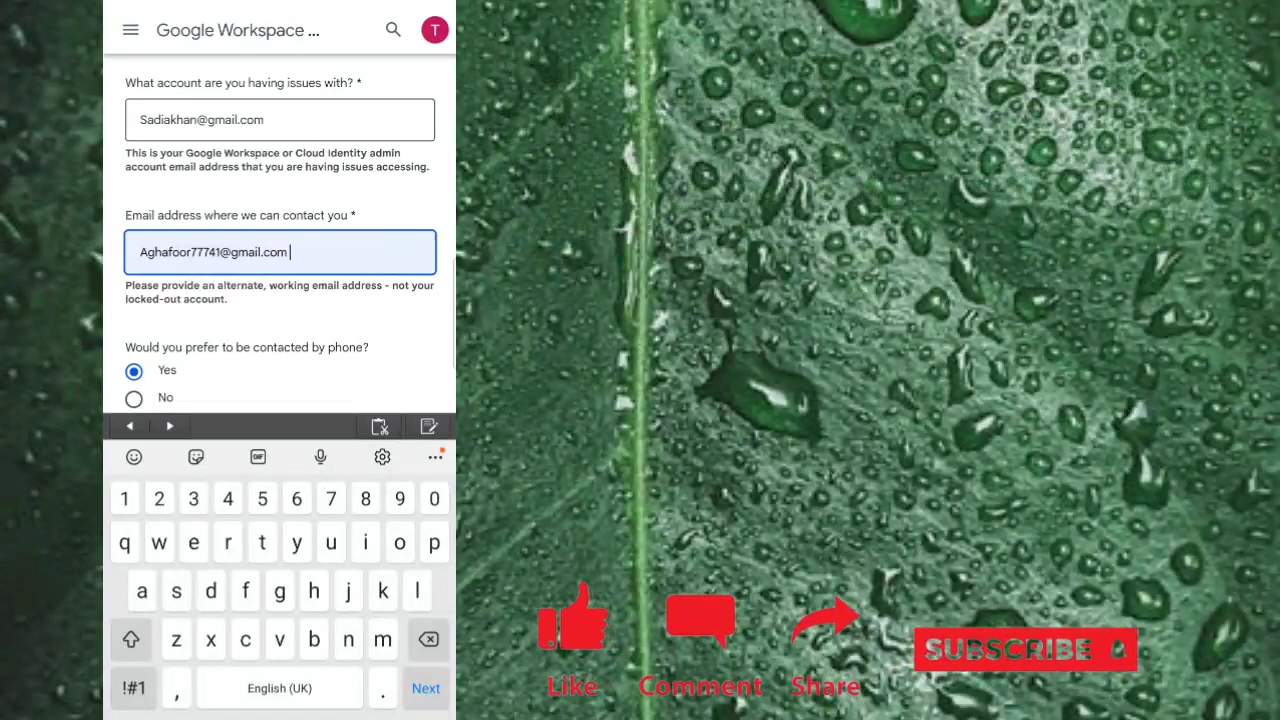 Google Workspace ...
T
What account are you having issues with? *
Sadiakhan@gmail.com
This is your Google Workspace or Cloud Identity admin
account email address that you are having issues accessing.
Email address where we can contact you *
Aghafoor77741@gmail.com
Please provide an alternate, working email address - not your
locked-out account.
Would you prefer to be contacted by phone?
Yes
No
GIF
1 2 3 4 5 6 7 8 9 0
q w e r t y u i o p
a s d f g h j k l
z x c v b n m
!#1 , English (UK) . Next
SUBSCRIBE
Like Comment Share